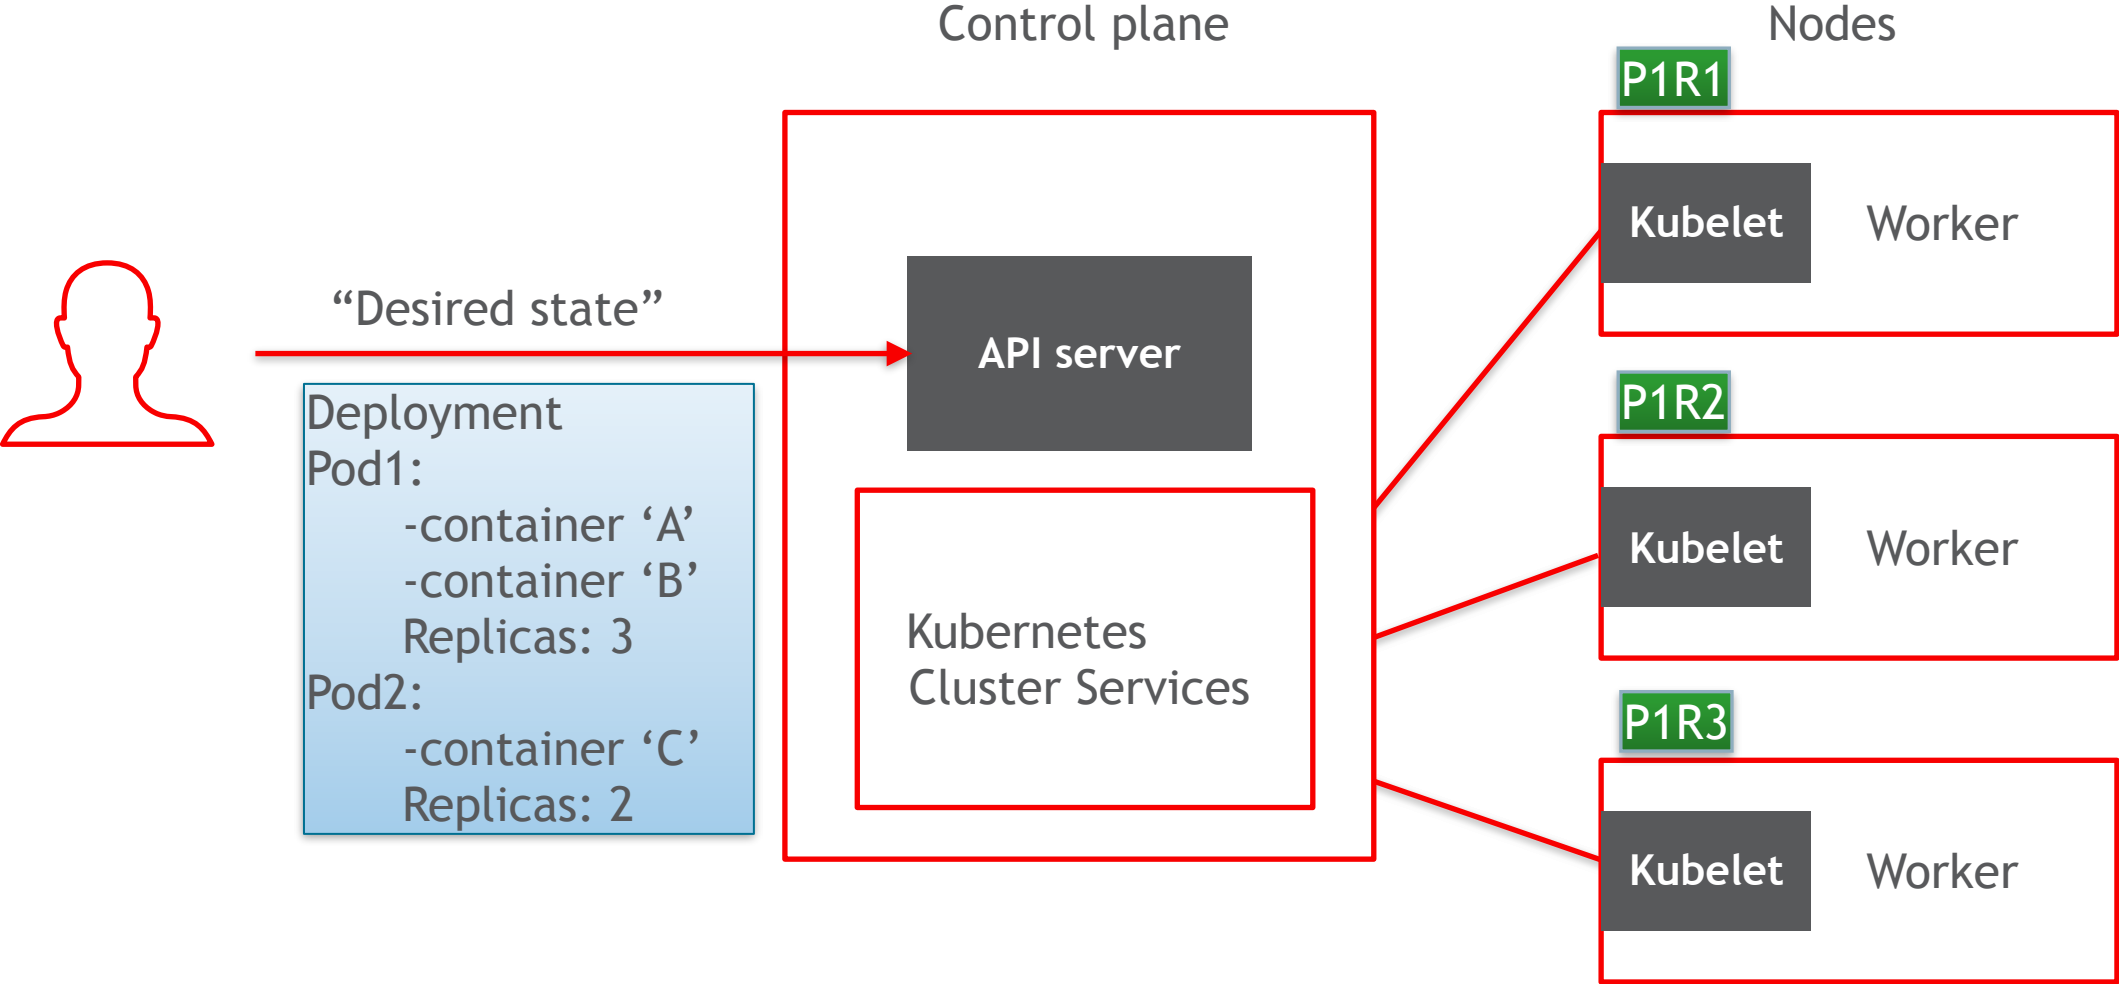 Control plane
Nodes
“Desired state”
Deployment
Pod1:
-container ‘A’
-container ‘B’
Replicas: 3
Pod2:
-container ‘C’
Replicas: 2
API server
Kubernetes
Cluster Services
P1R1
Kubelet
Worker
P1R2
Kubelet
Worker
P1R3
Kubelet
Worker